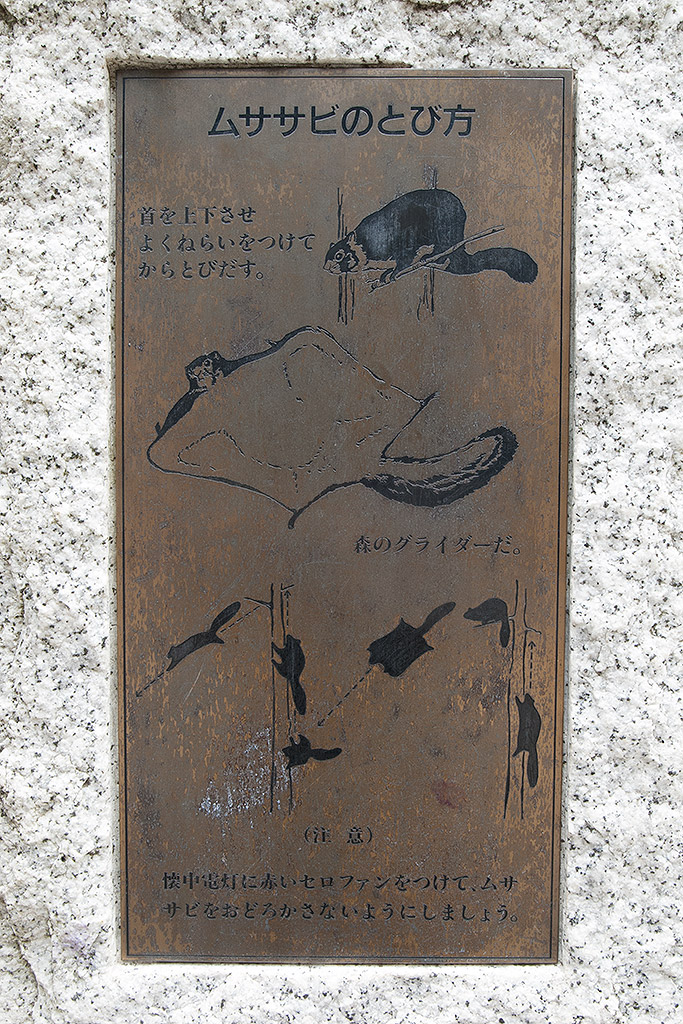 ムササビのとび方
首を上下させ
よくねらいをつけて
からとびだす。
森のグライダーだ。
(注 意)
懐中電灯に赤いセロファンをつけて、ムサ
サビをおどろかさないようにしましょう。